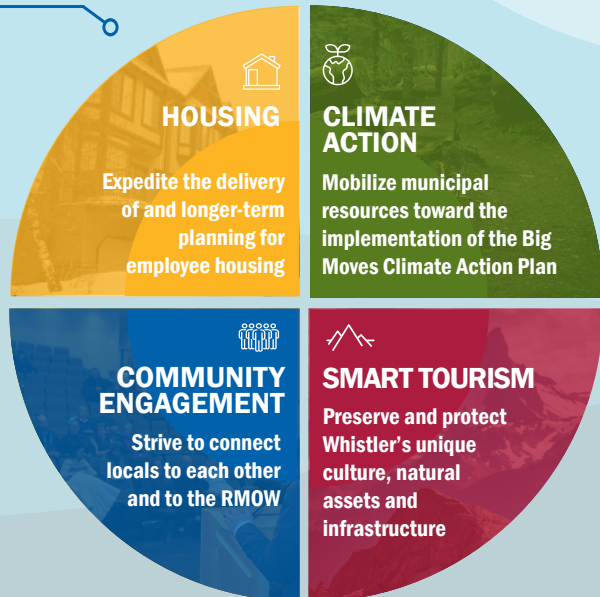 HOUSING
Expedite the delivery
of and longer-term
planning for
employee housing
CLIMATE
ACTION
Mobilize municipal
resources toward the
implementation of the Big
Moves Climate Action Plan
COMMUNITY
ENGAGEMENT
Strive to connect
locals to each other
and to the RMOW
SMART TOURISM
Preserve and protect
Whistler’s unique
culture, natural
assets and
infrastructure